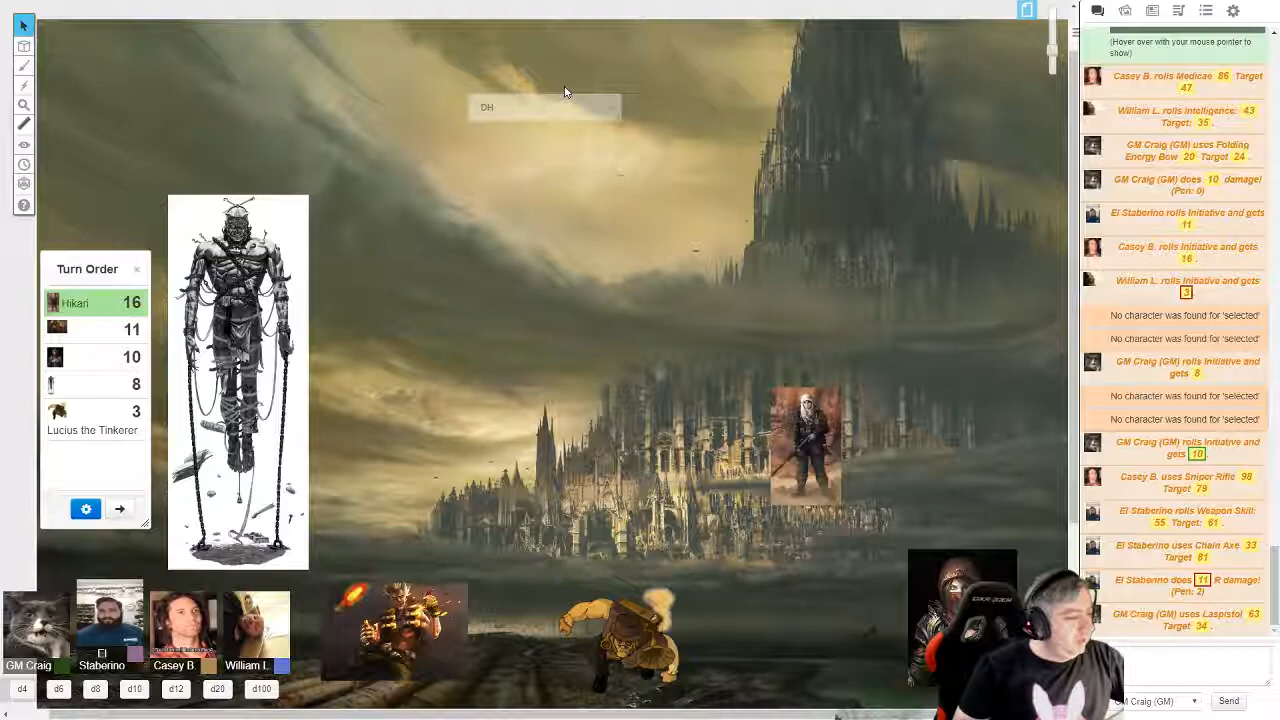 DH
Turn Order ×
Hikari 16
11
10
8
3
Lucius the Tinkerer
GM Craig
El
Staberino
Casey B.
William L.
d4 d6 d8 d10 d12 d20 d100
(Hover over with your mouse pointer to
show)
Casey B. rolls Medicae 86 Target
47
William L. rolls Intelligence: 43
Target: 35 .
GM Craig (GM) uses Folding
Energy Bow 20 Target 24 .
GM Craig (GM) does 10 damage!
(Pen: 0)
El Staberino rolls Initiative and gets
11 .
Casey B. rolls Initiative and gets
16 .
William L. rolls Initiative and gets
3 .
No character was found for 'selected'
No character was found for 'selected'
GM Craig (GM) rolls Initiative and
gets 8 .
No character was found for 'selected'
No character was found for 'selected'
GM Craig (GM) rolls Initiative and
gets 10 .
Casey B. uses Sniper Rifle 98
Target 79
El Staberino rolls Weapon Skill:
55 Target: 61 .
El Staberino uses Chain Axe 33
Target 81
El Staberino does 11 R damage!
(Pen: 2)
GM Craig (GM) uses Laspistol 63
Target 34 .
DXRACER
GM Craig (GM)
Send